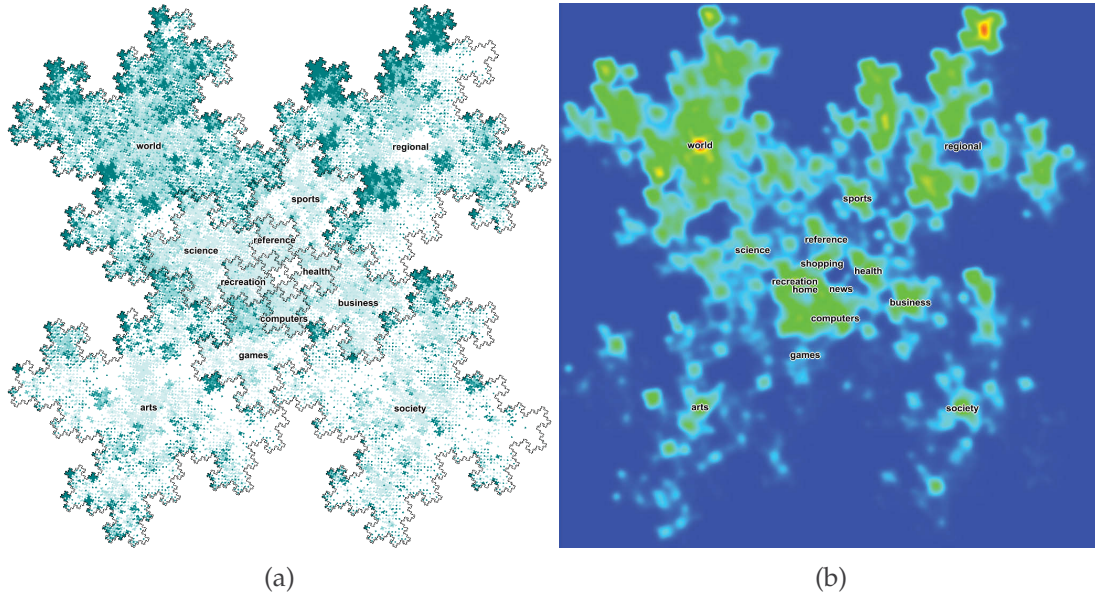 world
regional
sports
reference
science
health
recreation
business
computers
games
arts
society
(a)
world
regional
sports
reference
science
shopping
health
recreation
home
news
business
computers
games
arts
society
(b)